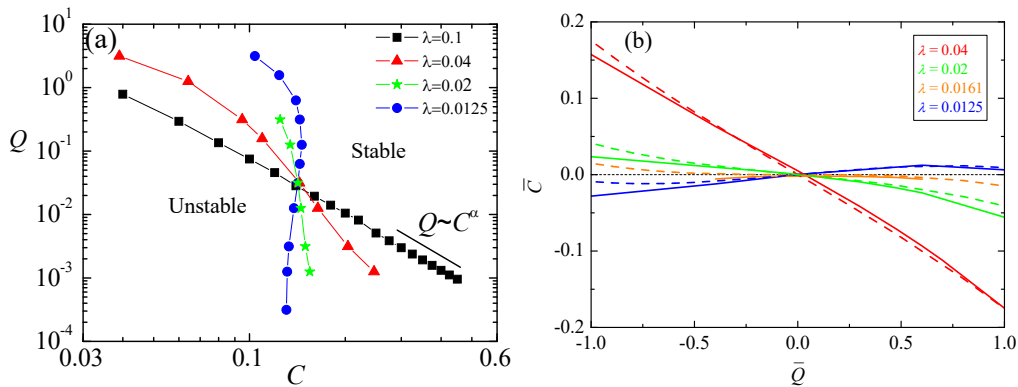 (a)
λ=0.1
λ=0.04
λ=0.02
λ=0.0125
Stable
Unstable
Q~C^α
10^1
10^0
10^-1
10^-2
10^-3
10^-4
Q
0.03
0.1
0.6
C
(b)
λ = 0.04
λ = 0.02
λ = 0.0161
λ = 0.0125
0.2
0.1
0.0
-0.1
-0.2
C̄
-1.0
-0.5
0.0
0.5
1.0
Q̄